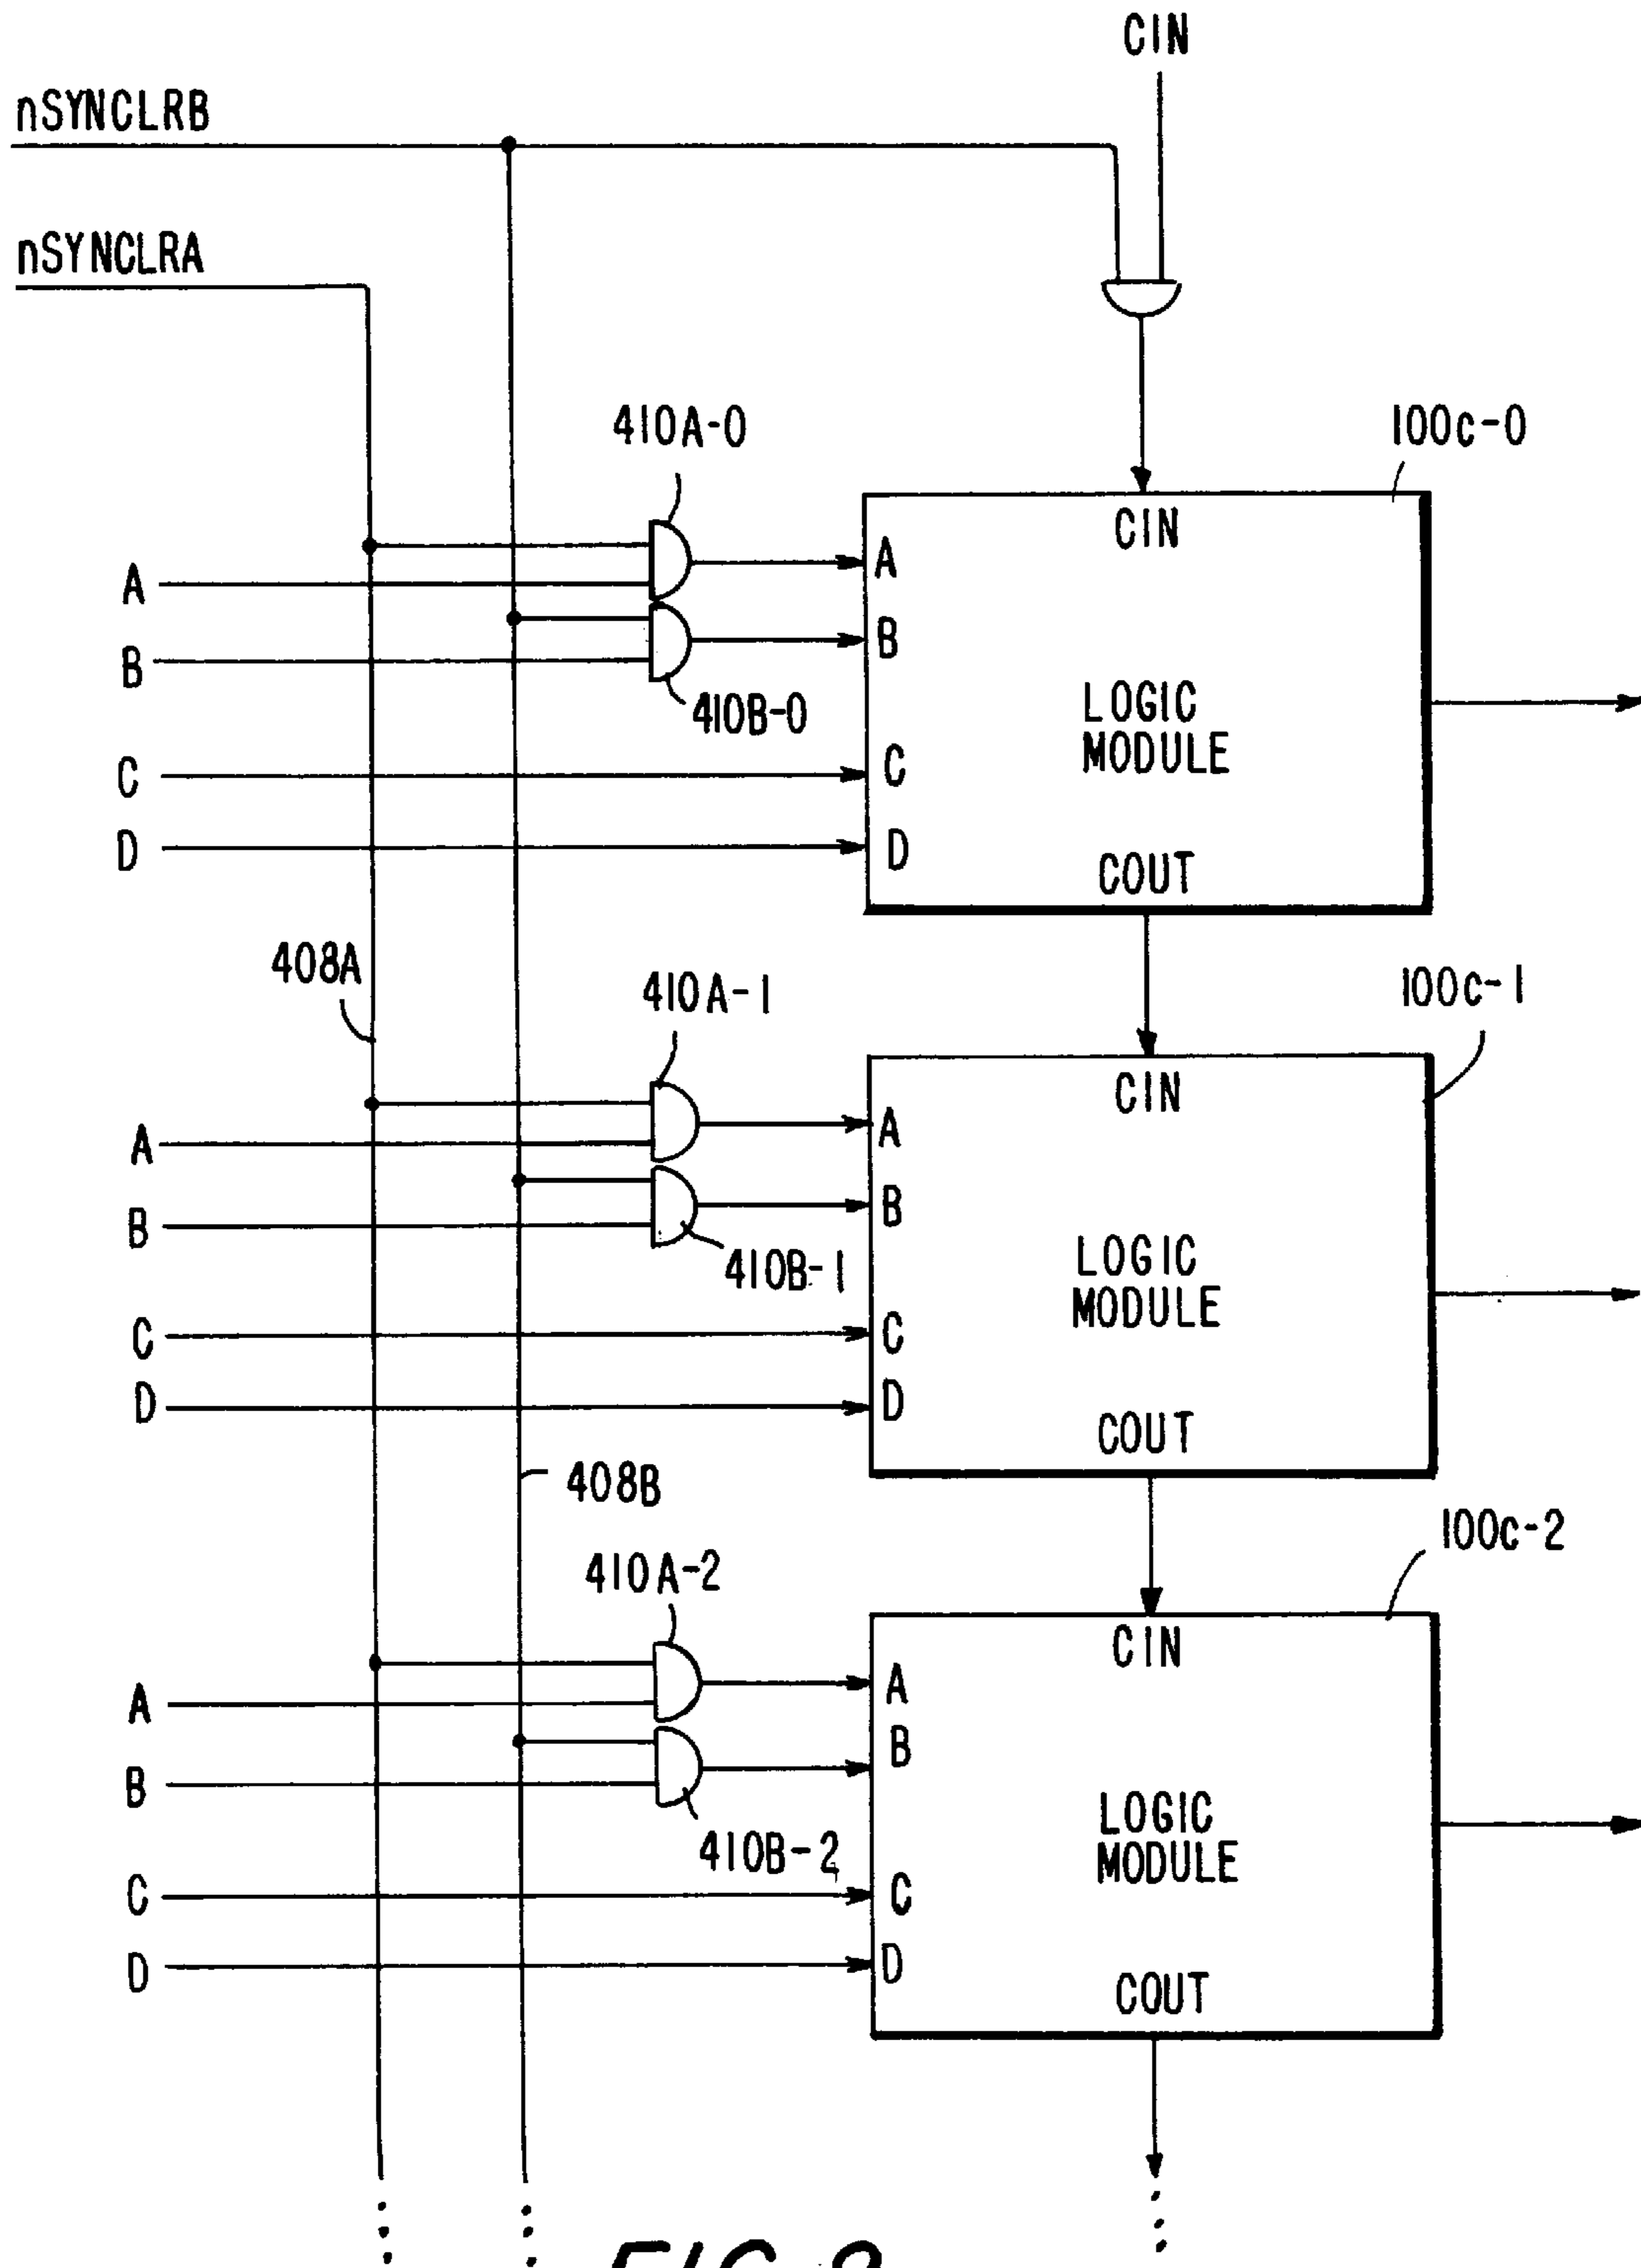 CIN
nSYNCLRB
nSYNCLRA
410A-0
100c-0
CIN
A
A
B
B
410B-0
LOGIC
MODULE
C
C
D
D
COUT
408A
410A-1
100c-1
CIN
A
A
B
B
410B-1
LOGIC
MODULE
C
C
D
D
COUT
408B
100c-2
410A-2
CIN
A
A
B
B
410B-2
LOGIC
MODULE
C
C
D
D
COUT